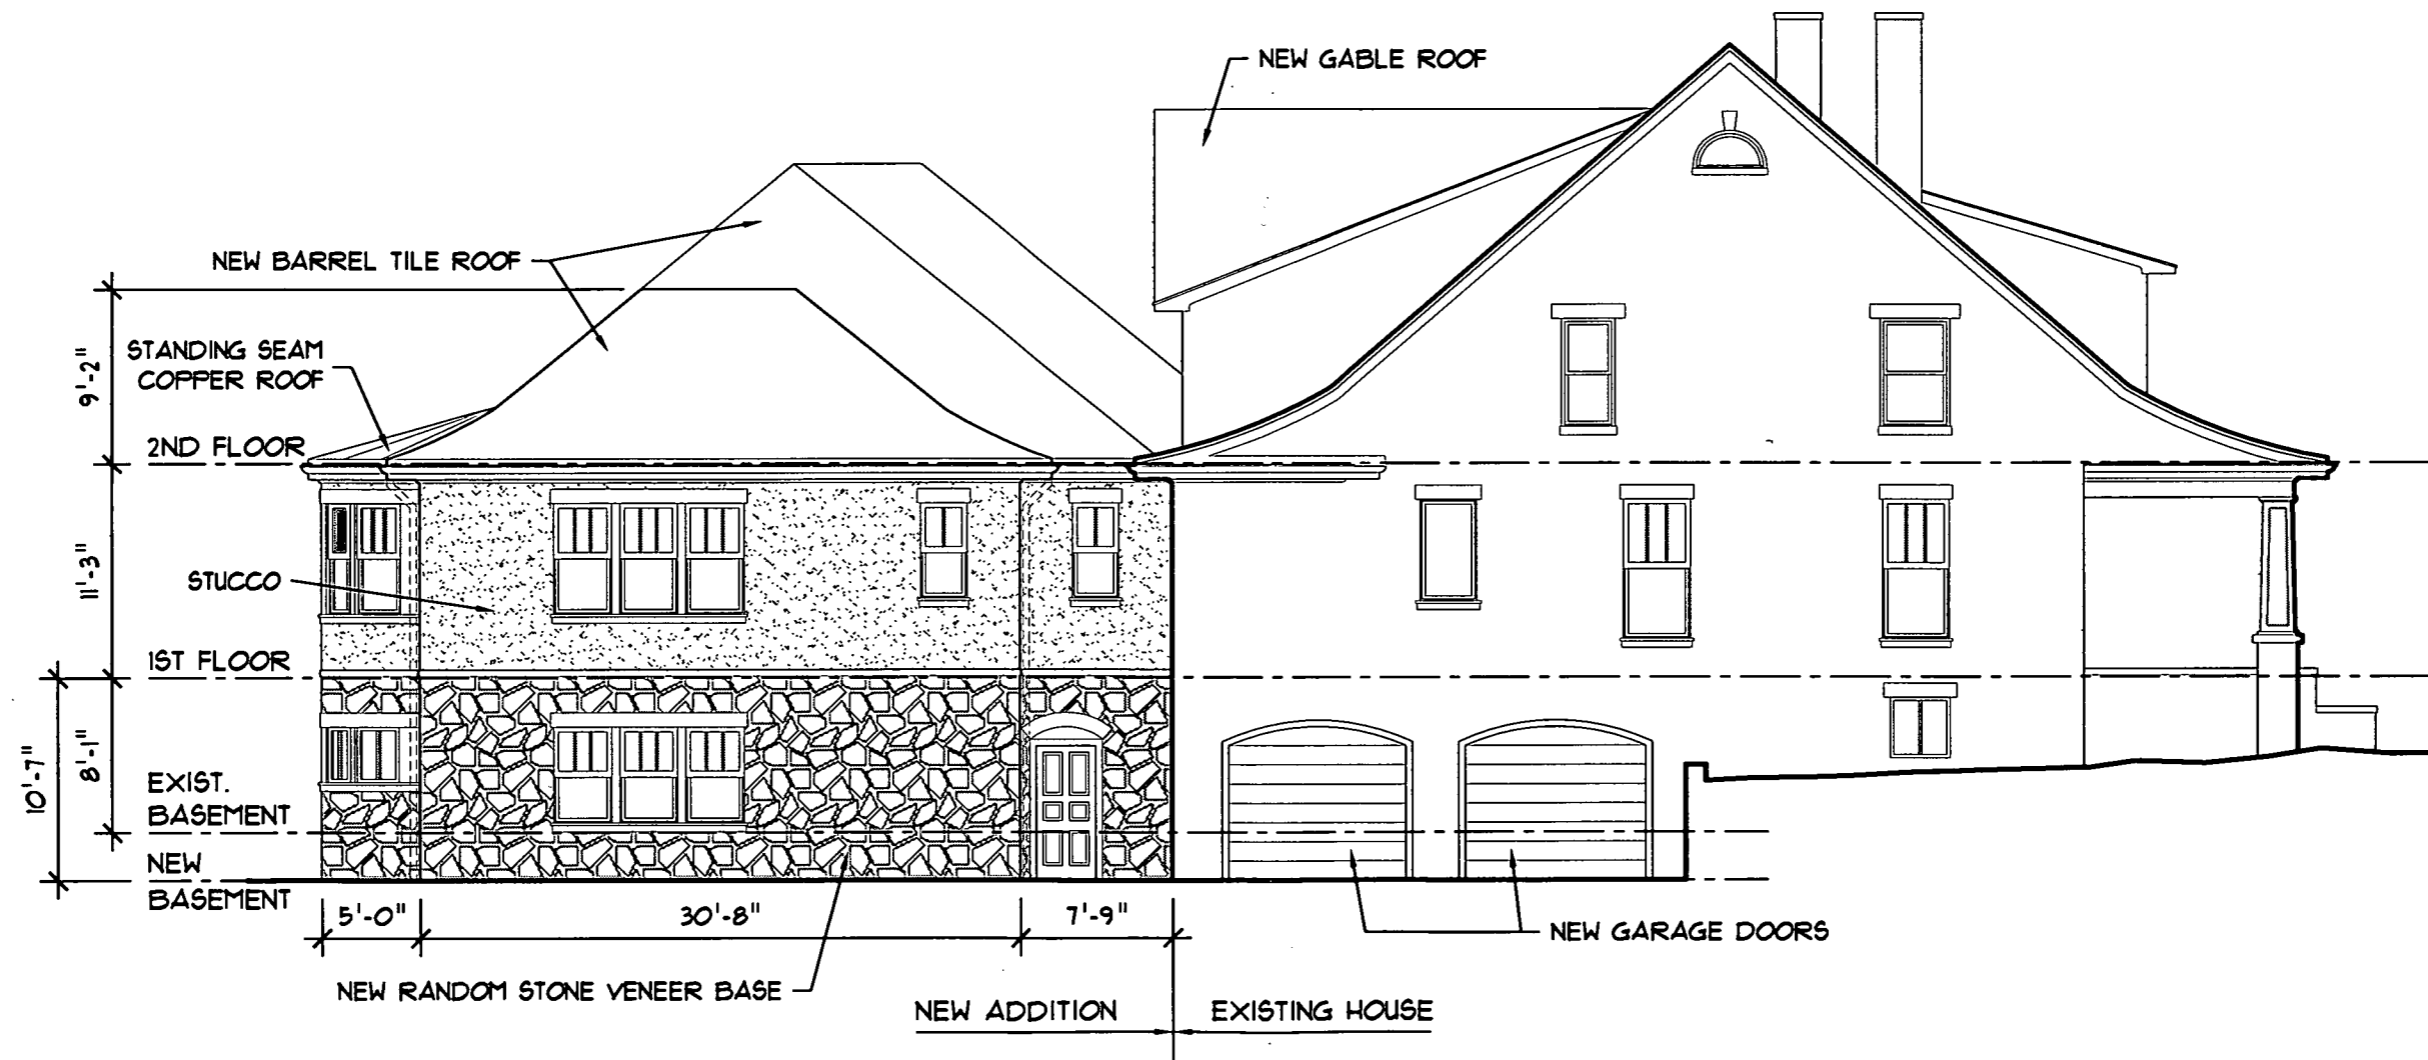 NEW GABLE ROOF
NEW BARREL TILE ROOF
9'-2"
STANDING SEAM
COPPER ROOF
2ND FLOOR
11'-3"
STUCCO
1ST FLOOR
10'-7"
8'-1"
EXIST.
BASEMENT
NEW
BASEMENT
5'-0"
30'-8"
7'-9"
NEW GARAGE DOORS
NEW RANDOM STONE VENEER BASE
NEW ADDITION
EXISTING HOUSE